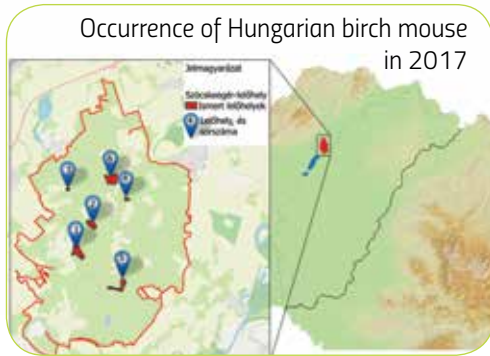 Occurrence of Hungarian birch mouse
in 2017
Jelmagyarázat
Szöcskeegér-lelőhely
Ismert lelőhelyek
Lelőhely, és
sorszáma